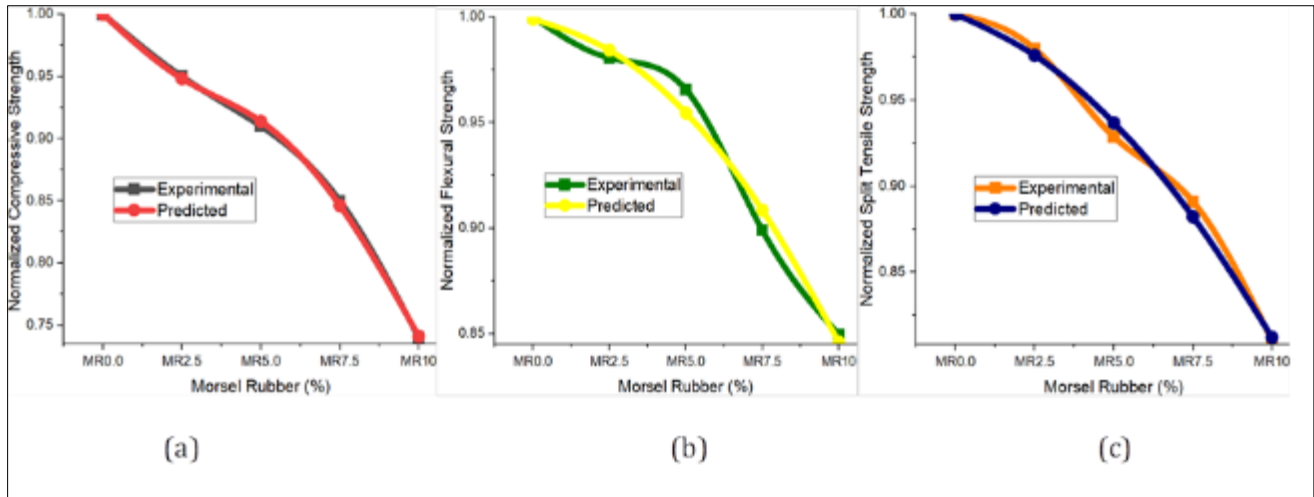 Normalized Compressive Strength
1.00
0.95
0.90
0.85
0.80
0.75
Experimental
Predicted
MR0.0 MR2.5 MR5.0 MR7.5 MR10
Morsel Rubber (%)
(a)
Normalized Flexural Strength
1.00
0.95
0.90
0.85
Experimental
Predicted
MR0.0 MR2.5 MR5.0 MR7.5 MR10
Morsel Rubber (%)
(b)
Normalized Split Tensile Strength
1.00
0.95
0.90
0.85
Experimental
Predicted
MR0.0 MR2.5 MR5.0 MR7.5 MR10
Morsel Rubber (%)
(c)